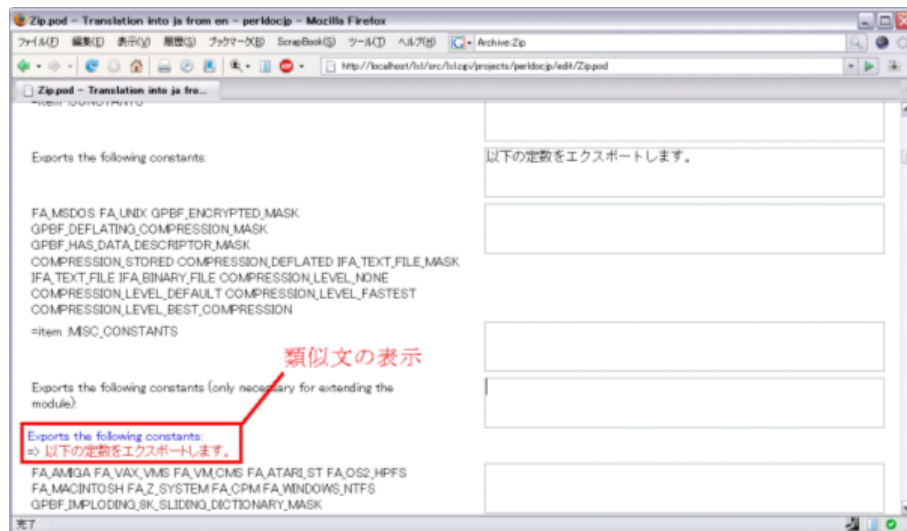 Zip.pod - Translation into ja from en - perldocjp - Mozilla Firefox
ファイル(F) 編集(E) 表示(V) 履歴(S) ブックマーク(B) ScrapBook(S) ツール(T) ヘルプ(H) Archive:Zip
http://localhost/lsl/src/lslcgi/projects/perldocjp/edit/Zip.pod
Zip.pod - Translation into ja fro...
=item :CONSTANTS
Exports the following constants:
以下の定数をエクスポートします。
FA_MSDOS FA_UNIX GPBF_ENCRYPTED_MASK
GPBF_DEFLATING_COMPRESSION_MASK
GPBF_HAS_DATA_DESCRIPTOR_MASK
COMPRESSION_STORED COMPRESSION_DEFLATED IFA_TEXT_FILE_MASK
IFA_TEXT_FILE IFA_BINARY_FILE COMPRESSION_LEVEL_NONE
COMPRESSION_LEVEL_DEFAULT COMPRESSION_LEVEL_FASTEST
COMPRESSION_LEVEL_BEST_COMPRESSION
=item :MISC_CONSTANTS
類似文の表示
Exports the following constants (only necessary for extending the
module):
Exports the following constants:
=> 以下の定数をエクスポートします。
FA_AMIGA FA_VAX_VMS FA_VM_CMS FA_ATARI_ST FA_OS2_HPFS
FA_MACINTOSH FA_Z_SYSTEM FA_CPM FA_WINDOWS_NTFS
GPBF_IMPLODING_8K_SLIDING_DICTIONARY_MASK
完了